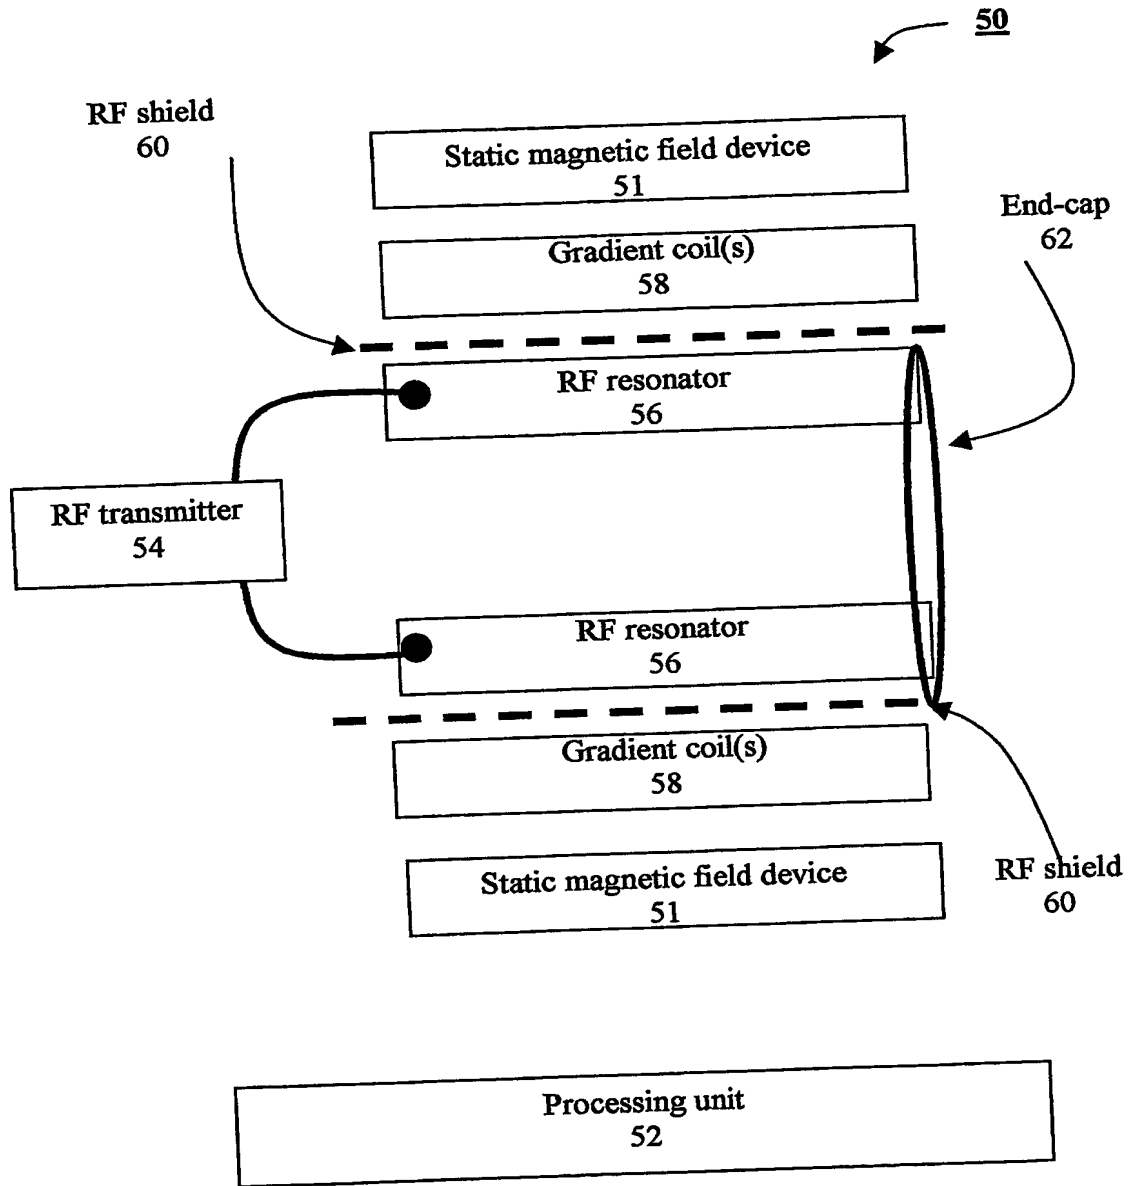 50
RF shield
60
Static magnetic field device
51
End-cap
62
Gradient coil(s)
58
RF resonator
56
RF transmitter
54
RF resonator
56
Gradient coil(s)
58
Static magnetic field device
51
RF shield
60
Processing unit
52